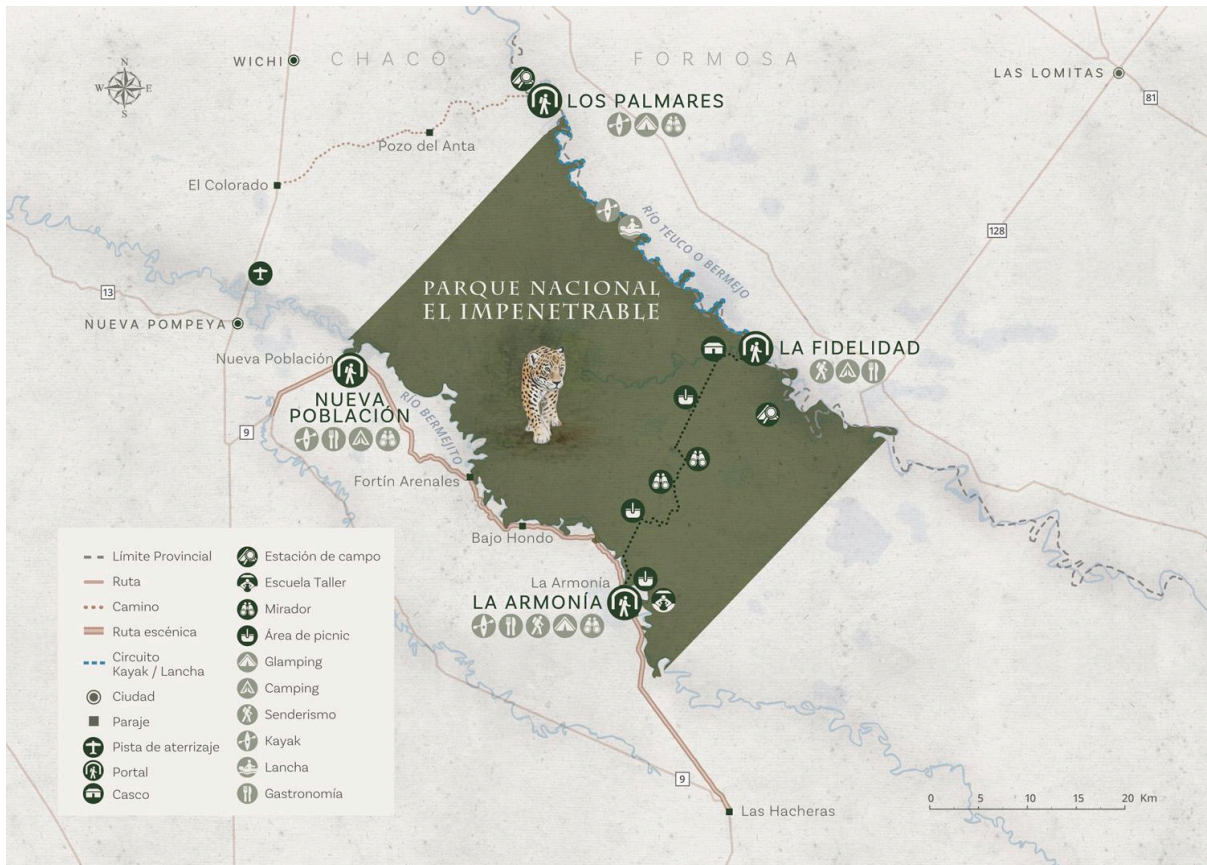 CHACO
FORMOSA
WICHI
LAS LOMITAS
N
W
E
S
81
LOS PALMARES
Pozo del Anta
El Colorado
RÍO TEUCO O BERMEJO
128
PARQUE NACIONAL
EL IMPENETRABLE
13
NUEVA POMPEYA
Nueva Población
LA FIDELIDAD
NUEVA
POBLACIÓN
RÍO BERMEJITO
9
Fortín Arenales
Bajo Hondo
La Armonía
LA ARMONÍA
Límite Provincial
Ruta
Camino
Ruta escénica
Circuito
Kayak / Lancha
Ciudad
Paraje
Pista de aterrizaje
Portal
Casco
Estación de campo
Escuela Taller
Mirador
Área de picnic
Glamping
Camping
Senderismo
Kayak
Lancha
Gastronomía
9
Las Hacheras
0 5 10 15 20 Km